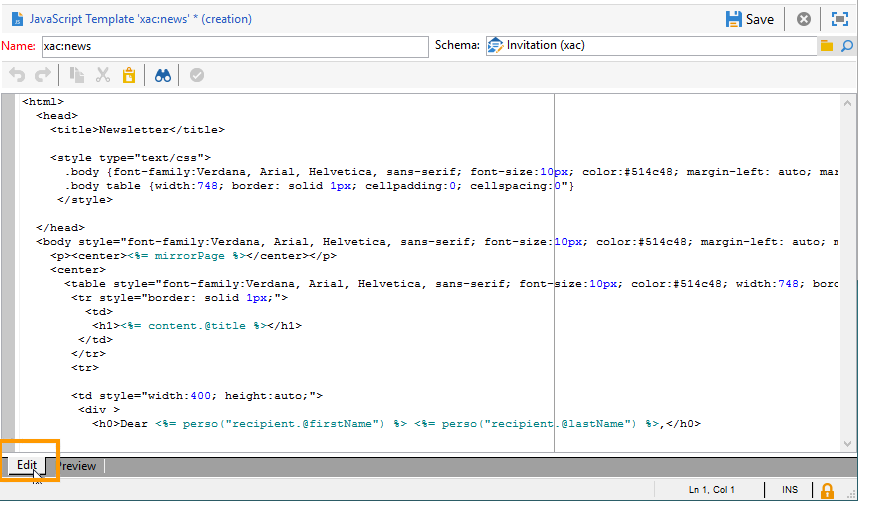 JavaScript Template 'xac:news' * (creation)
Save
Name: xac:news
Schema: Invitation (xac)
<html>
<head>
<title>Newsletter</title>
<style type="text/css">
.body {font-family:Verdana, Arial, Helvetica, sans-serif; font-size:10px; color:#514c48; margin-left: auto; mar
.body table {width:748; border: solid 1px; cellpadding:0; cellspacing:0"}
</style>
</head>
<body style="font-family:Verdana, Arial, Helvetica, sans-serif; font-size:10px; color:#514c48; margin-left: auto; m
<p><center><%= mirrorPage %></center></p>
<center>
<table style="font-family:Verdana, Arial, Helvetica, sans-serif; font-size:10px; color:#514c48; width:748; bord
<tr style="border: solid 1px;">
<td>
<h1><%= content.@title %></h1>
</td>
</tr>
<tr>
<td style="width:400; height:auto;">
<div >
<h0>Dear <%= perso("recipient.@firstName") %> <%= perso("recipient.@lastName") %>,</h0>
Edit Preview
Ln 1, Col 1 INS